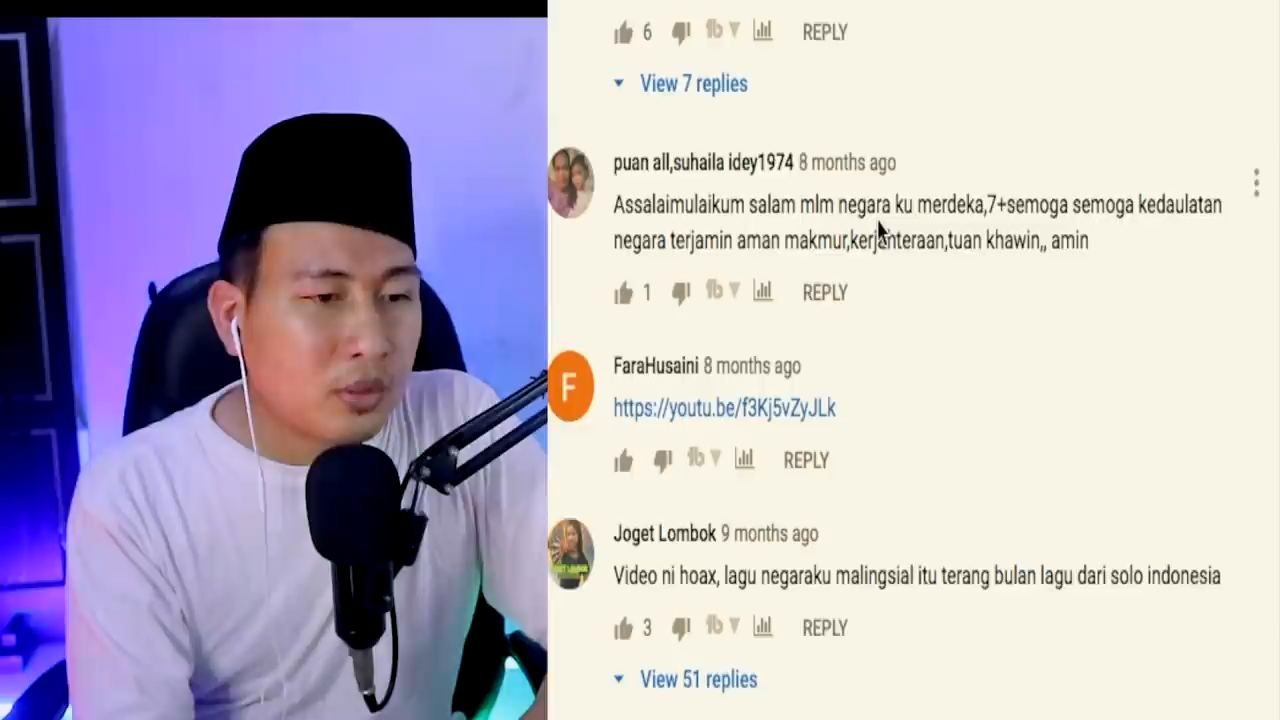 6 REPLY
View 7 replies
puan all,suhaila idey1974 8 months ago
Assalaimulaikum salam mlm negara ku merdeka,7+semoga semoga kedaulatan
negara terjamin aman makmur,kerjanteraan,tuan khawin,, amin
1 REPLY
F
FaraHusaini 8 months ago
https://youtu.be/f3Kj5vZyJLk
REPLY
Joget Lombok 9 months ago
Video ni hoax, lagu negaraku malingsial itu terang bulan lagu dari solo indonesia
3 REPLY
View 51 replies